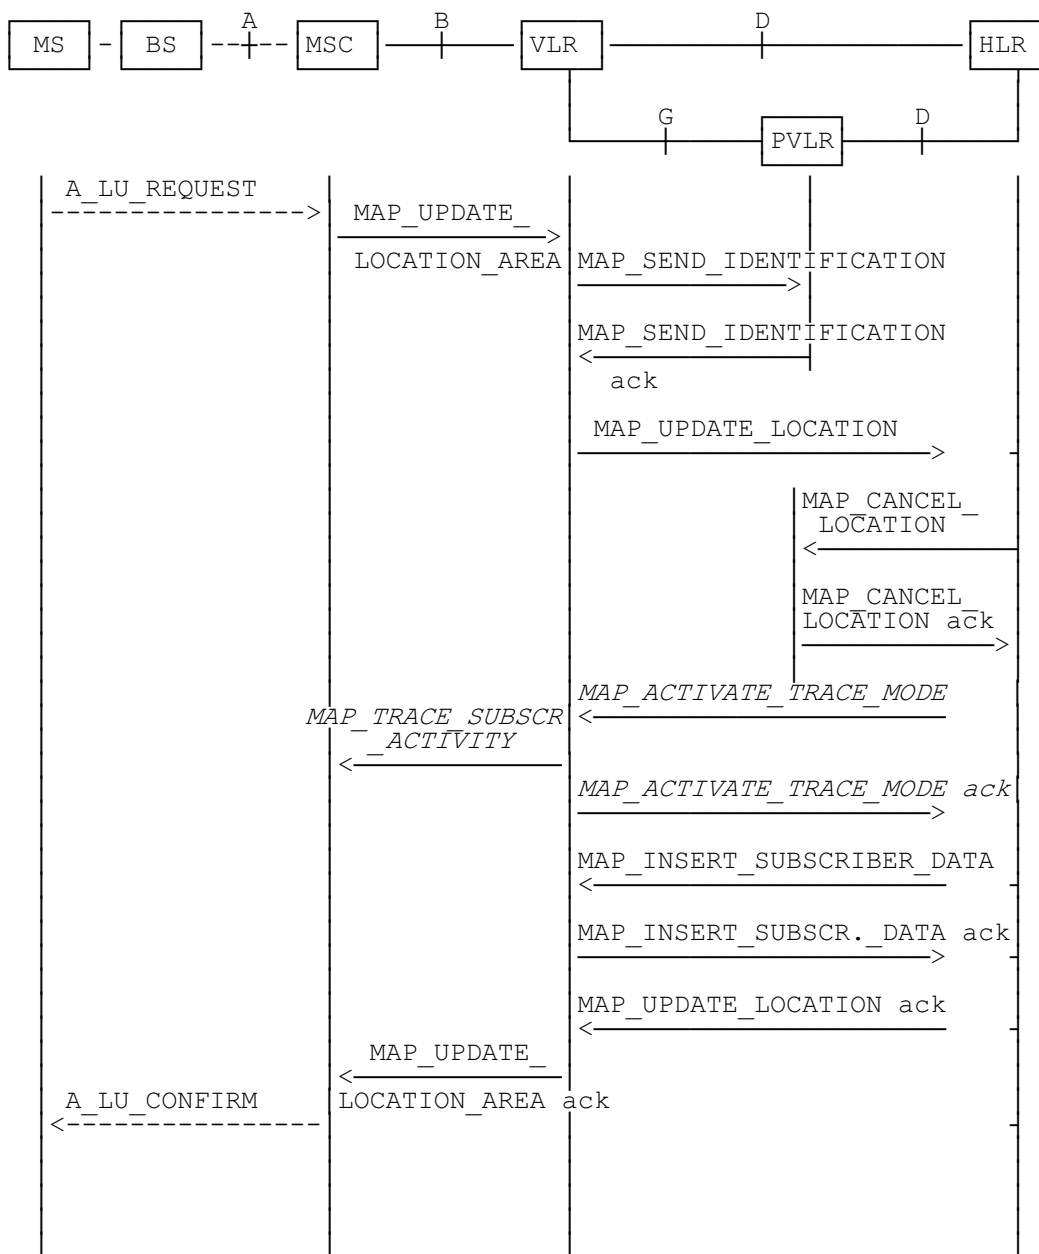 A B D
MS BS MSC VLR HLR
G D
PVLR
A_LU_REQUEST
MAP_UPDATE_
LOCATION_AREA
MAP_SEND_IDENTIFICATION
MAP_SEND_IDENTIFICATION
ack
MAP_UPDATE_LOCATION
MAP_CANCEL_
LOCATION
MAP_CANCEL_
LOCATION ack
MAP_ACTIVATE_TRACE_MODE
MAP_TRACE_SUBSCR
_ACTIVITY
MAP_ACTIVATE_TRACE_MODE ack
MAP_INSERT_SUBSCRIBER_DATA
MAP_INSERT_SUBSCR._DATA ack
MAP_UPDATE_LOCATION ack
MAP_UPDATE_
LOCATION_AREA ack
A_LU_CONFIRM